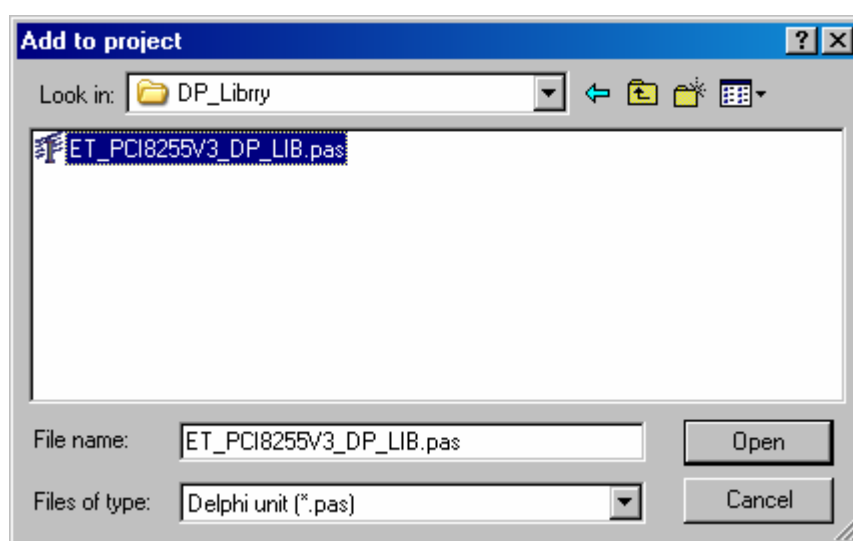 Add to project
Look in: DP_Librry
ET_PCI8255V3_DP_LIB.pas
File name: ET_PCI8255V3_DP_LIB.pas Open
Files of type: Delphi unit (*.pas) Cancel